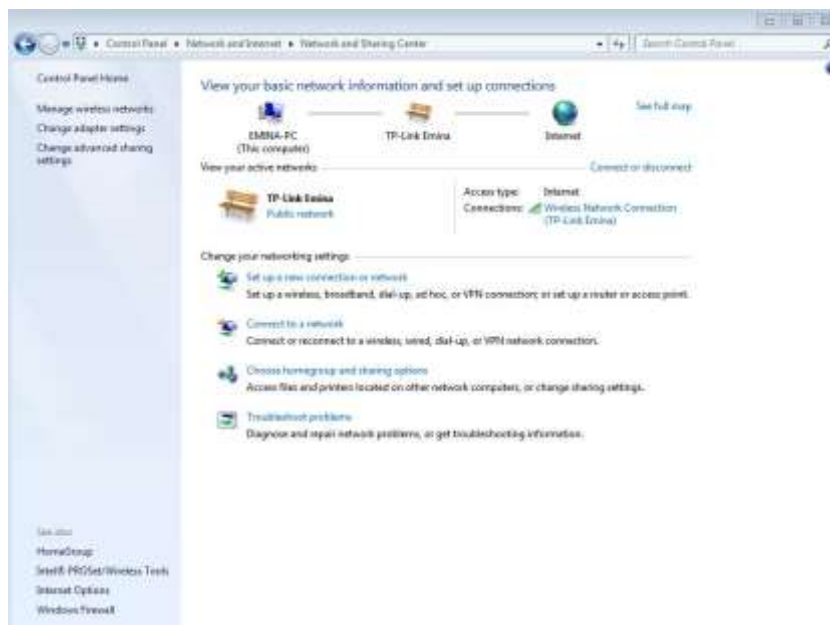 Control Panel
Network and Internet
Network and Sharing Center
Search Control Panel
Control Panel Home
Manage wireless networks
Change adapter settings
Change advanced sharing
settings
View your basic network information and set up connections
See full map
EMINA-PC
(This computer)
TP-Link Emina
Internet
View your active networks
Connect or disconnect
TP-Link Emina
Public network
Access type: Internet
Connections: Wireless Network Connection
(TP-Link Emina)
Change your networking settings
Set up a new connection or network
Set up a wireless, broadband, dial-up, ad hoc, or VPN connection; or set up a router or access point.
Connect to a network
Connect or reconnect to a wireless, wired, dial-up, or VPN network connection.
Choose homegroup and sharing options
Access files and printers located on other network computers, or change sharing settings.
Troubleshoot problems
Diagnose and repair network problems, or get troubleshooting information.
See also
HomeGroup
Intel® PROSet/Wireless Tools
Internet Options
Windows Firewall